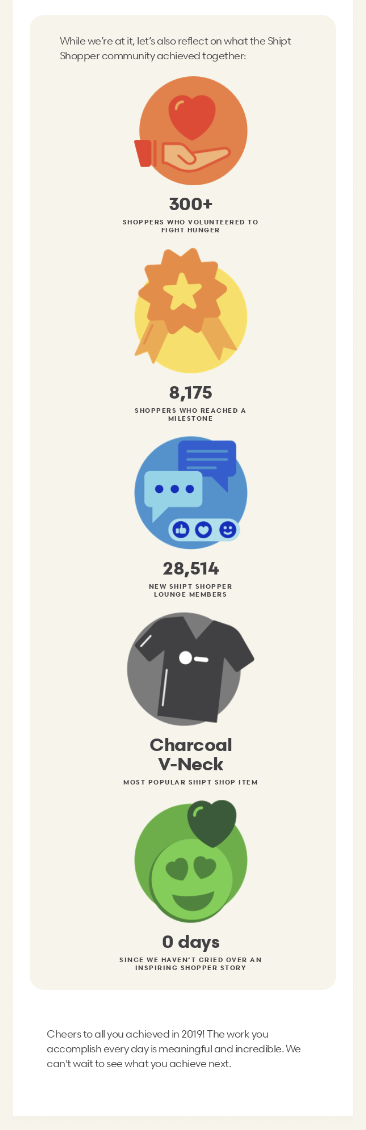 While we're at it, let's also reflect on what the Shipt
Shopper community achieved together:
300+
SHOPPERS WHO VOLUNTEERED TO
FIGHT HUNGER
8,175
SHOPPERS WHO REACHED A
MILESTONE
28,514
NEW SHIPT SHOPPER
LOUNGE MEMBERS
Charcoal
V-Neck
MOST POPULAR SHIPT SHOP ITEM
0 days
SINCE WE HAVEN'T CRIED OVER AN
INSPIRING SHOPPER STORY
Cheers to all you achieved in 2019! The work you
accomplish every day is meaningful and incredible. We
can't wait to see what you achieve next.